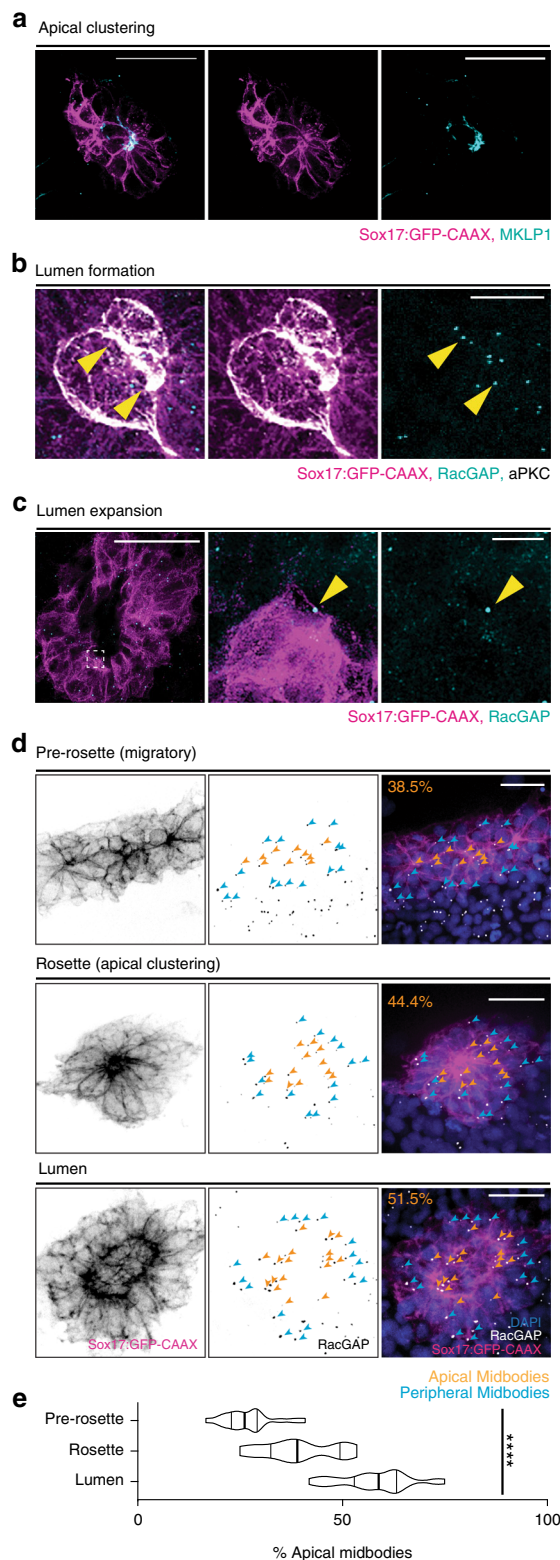 a
Apical clustering
Sox17:GFP-CAAX, MKLP1
b
Lumen formation
Sox17:GFP-CAAX, RacGAP, aPKC
c
Lumen expansion
Sox17:GFP-CAAX, RacGAP
d
Pre-rosette (migratory)
38.5%
Rosette (apical clustering)
44.4%
Lumen
51.5%
Sox17:GFP-CAAX
RacGAP
DAPI
RacGAP
Sox17:GFP-CAAX
Apical Midbodies
Peripheral Midbodies
e
Pre-rosette
Rosette
Lumen
****
0
50
100
% Apical midbodies